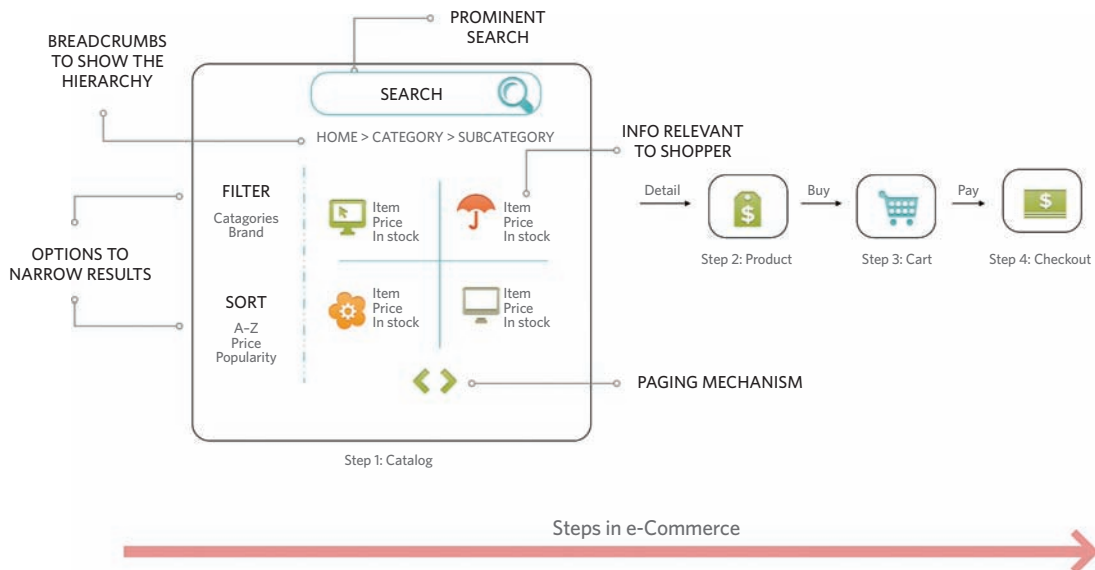 PROMINENT
SEARCH
BREADCRUMBS
TO SHOW THE
HIERARCHY
SEARCH
HOME > CATEGORY > SUBCATEGORY
INFO RELEVANT
TO SHOPPER
FILTER
Catagories
Brand
OPTIONS TO
NARROW RESULTS
SORT
A–Z
Price
Popularity
Item
Price
In stock
Item
Price
In stock
Item
Price
In stock
Item
Price
In stock
PAGING MECHANISM
Step 1: Catalog
Detail
$
Step 2: Product
Buy
Step 3: Cart
Pay
$
Step 4: Checkout
Steps in e-Commerce